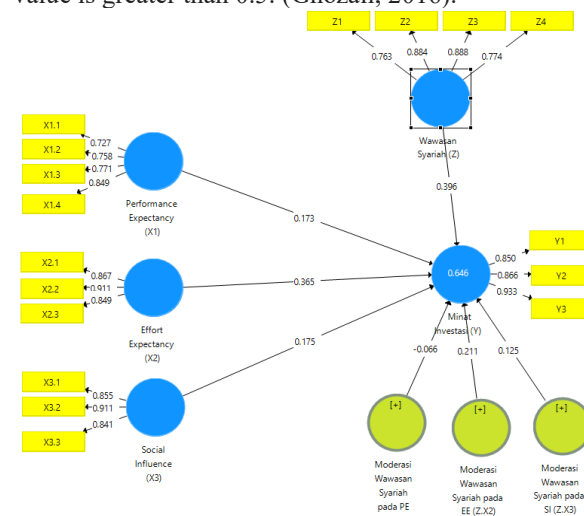 value is greater than 0.5. (Ghozali, 2016).
Z1
Z2
Z3
Z4
0.763
0.884
0.888
0.774
Wawasan
Syariah (Z)
0.396
X1.1
X1.2
X1.3
X1.4
0.727
0.758
0.771
0.849
Performance
Expectancy
(X1)
0.173
X2.1
X2.2
X2.3
0.867
0.911
0.849
Effort
Expectancy
(X2)
0.365
X3.1
X3.2
X3.3
0.855
0.911
0.841
Social
Influence
(X3)
0.175
0.646
Minat
Investasi (Y)
0.850
0.866
0.933
Y1
Y2
Y3
-0.066
0.211
0.125
[+]
Moderasi
Wawasan
Syariah
pada PE
[+]
Moderasi
Wawasan
Syariah pada
EE (Z.X2)
[+]
Moderasi
Wawasan
Syariah pada
SI (Z.X3)